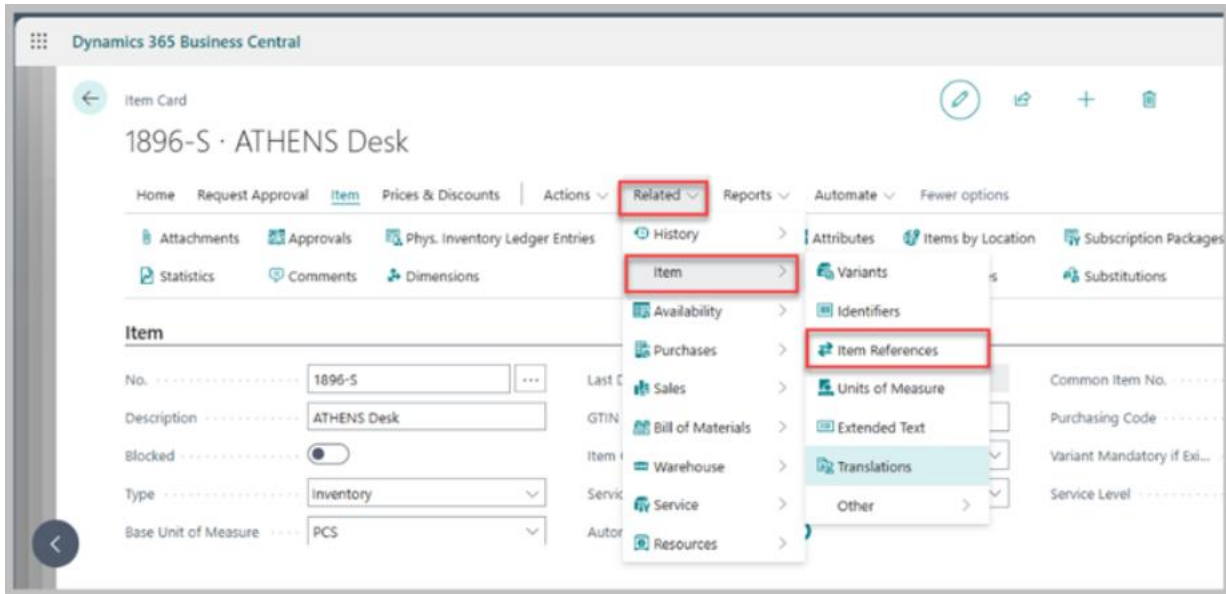 Dynamics 365 Business Central
Item Card
1896-S · ATHENS Desk
Home Request Approval Item Prices & Discounts Actions Related Reports Automate Fewer options
Attachments Approvals Phys. Inventory Ledger Entries History Attributes Items by Location Subscription Packages
Statistics Comments Dimensions Item Variants Substitutions
Availability Identifiers
Item
Purchases Item References
No. 1896-S ... Last Sales Units of Measure Common Item No.
Description ATHENS Desk GTIN Bill of Materials Extended Text Purchasing Code
Blocked Item Warehouse Translations Variant Mandatory if Exi...
Type Inventory Service Other Service Level
Base Unit of Measure PCS Resources